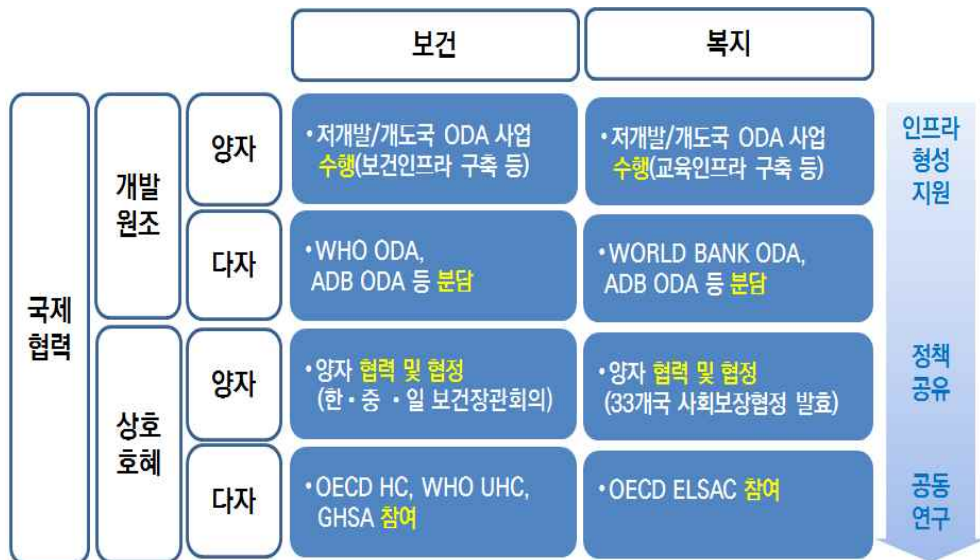 보건
복지
국제
협력
개발
원조
양자
• 저개발/개도국 ODA 사업
수행(보건인프라 구축 등)
• 저개발/개도국 ODA 사업
수행(교육인프라 구축 등)
인프라
형성
지원
다자
• WHO ODA,
ADB ODA 등 분담
• WORLD BANK ODA,
ADB ODA 등 분담
상호
호혜
양자
• 양자 협력 및 협정
(한・중 ・일 보건장관회의)
• 양자 협력 및 협정
(33개국 사회보장협정 발효)
정책
공유
다자
• OECD HC, WHO UHC,
GHSA 참여
• OECD ELSAC 참여
공동
연구